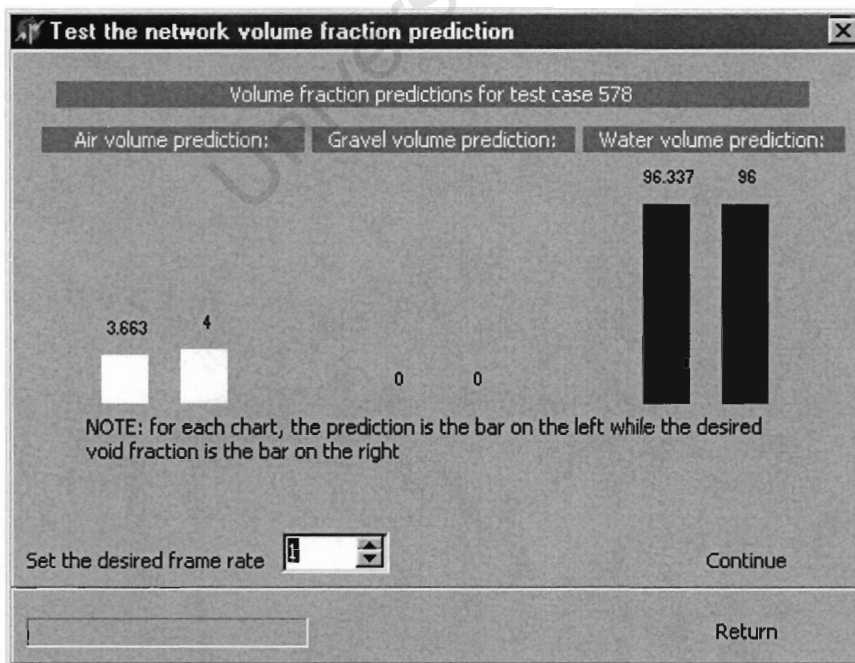 Test the network volume fraction prediction
Volume fraction predictions for test case 578
Air volume prediction: Gravel volume prediction: Water volume prediction:
96.337 96
3.663 4
0 0
NOTE: for each chart, the prediction is the bar on the left while the desired
void fraction is the bar on the right
Set the desired frame rate 1 Continue
Return